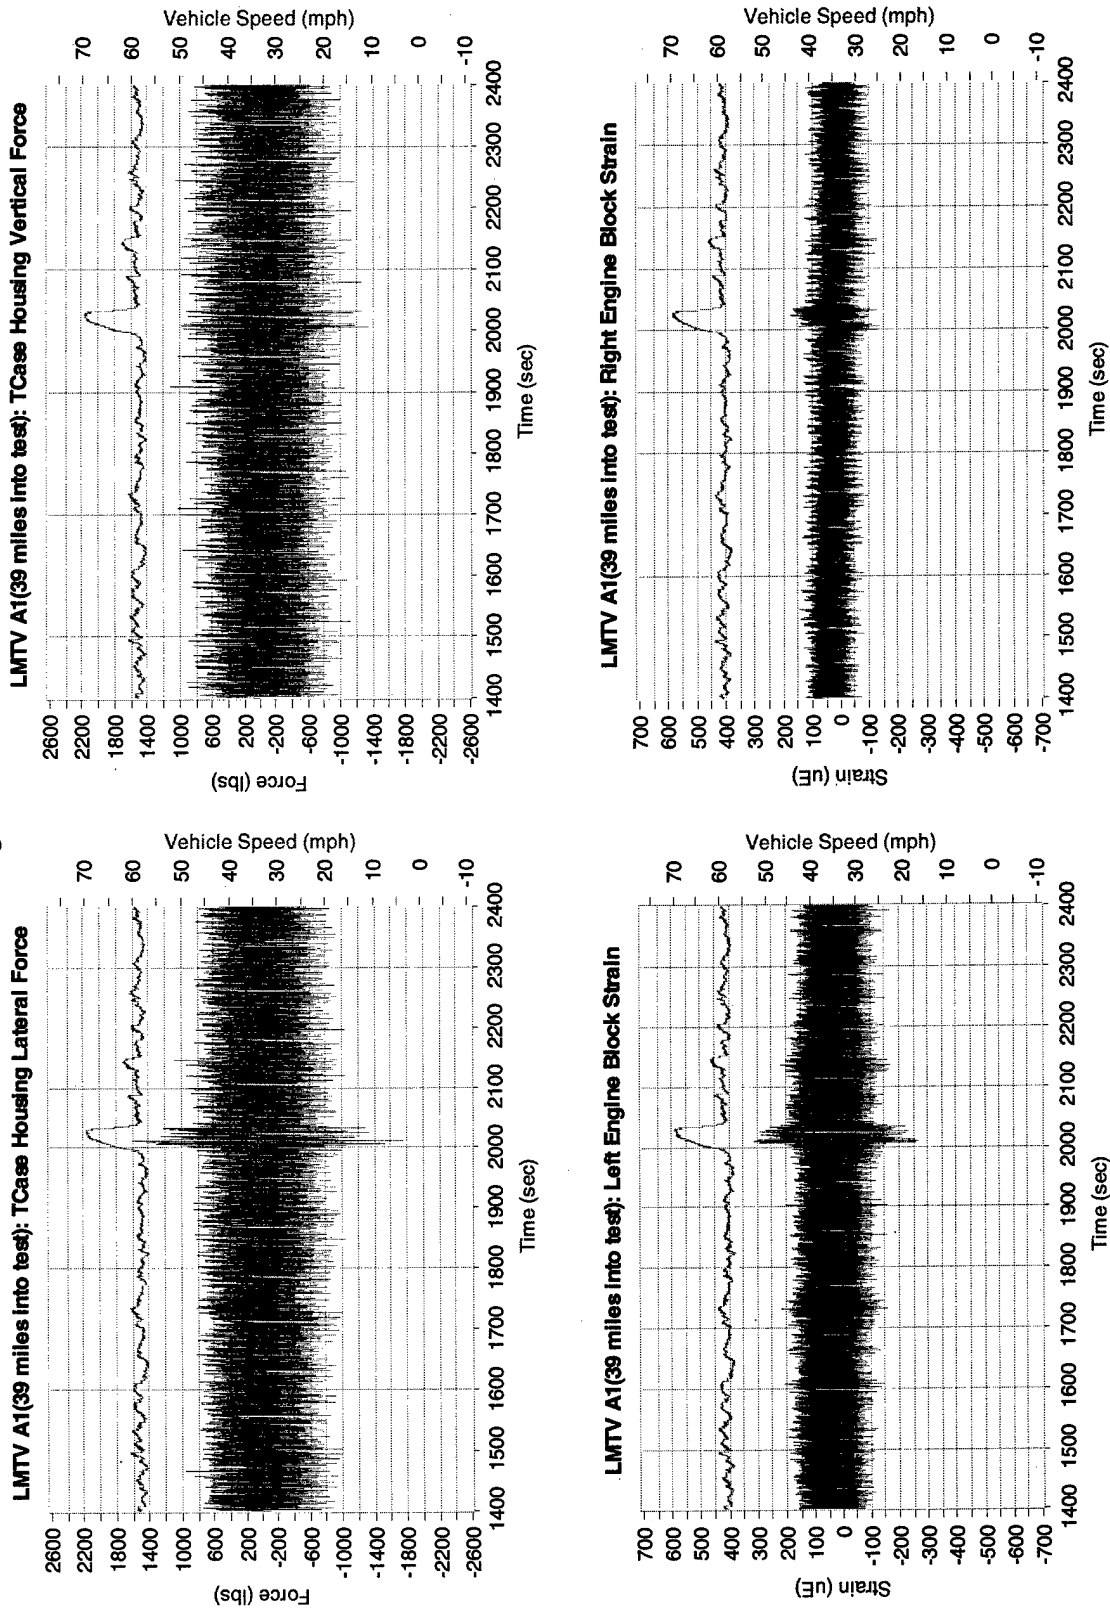 LMTV A1(39 miles into test): TCase Housing Lateral Force
Force (lbs)
2600 2200 1800 1400 1000 600 200 -200 -600 -1000 -1400 -1800 -2200 -2600
1400 1500 1600 1700 1800 1900 2000 2100 2200 2300 2400
Time (sec)
70 60 50 40 30 20 10 0 -10
Vehicle Speed (mph)
LMTV A1(39 miles into test): TCase Housing Vertical Force
Force (lbs)
2600 2200 1800 1400 1000 600 200 -200 -600 -1000 -1400 -1800 -2200 -2600
1400 1500 1600 1700 1800 1900 2000 2100 2200 2300 2400
Time (sec)
70 60 50 40 30 20 10 0 -10
Vehicle Speed (mph)
LMTV A1(39 miles into test): Left Engine Block Strain
Strain (uE)
700 600 500 400 300 200 100 0 -100 -200 -300 -400 -500 -600 -700
1400 1500 1600 1700 1800 1900 2000 2100 2200 2300 2400
Time (sec)
70 60 50 40 30 20 10 0 -10
Vehicle Speed (mph)
LMTV A1(39 miles into test): Right Engine Block Strain
Strain (uE)
700 600 500 400 300 200 100 0 -100 -200 -300 -400 -500 -600 -700
1400 1500 1600 1700 1800 1900 2000 2100 2200 2300 2400
Time (sec)
70 60 50 40 30 20 10 0 -10
Vehicle Speed (mph)